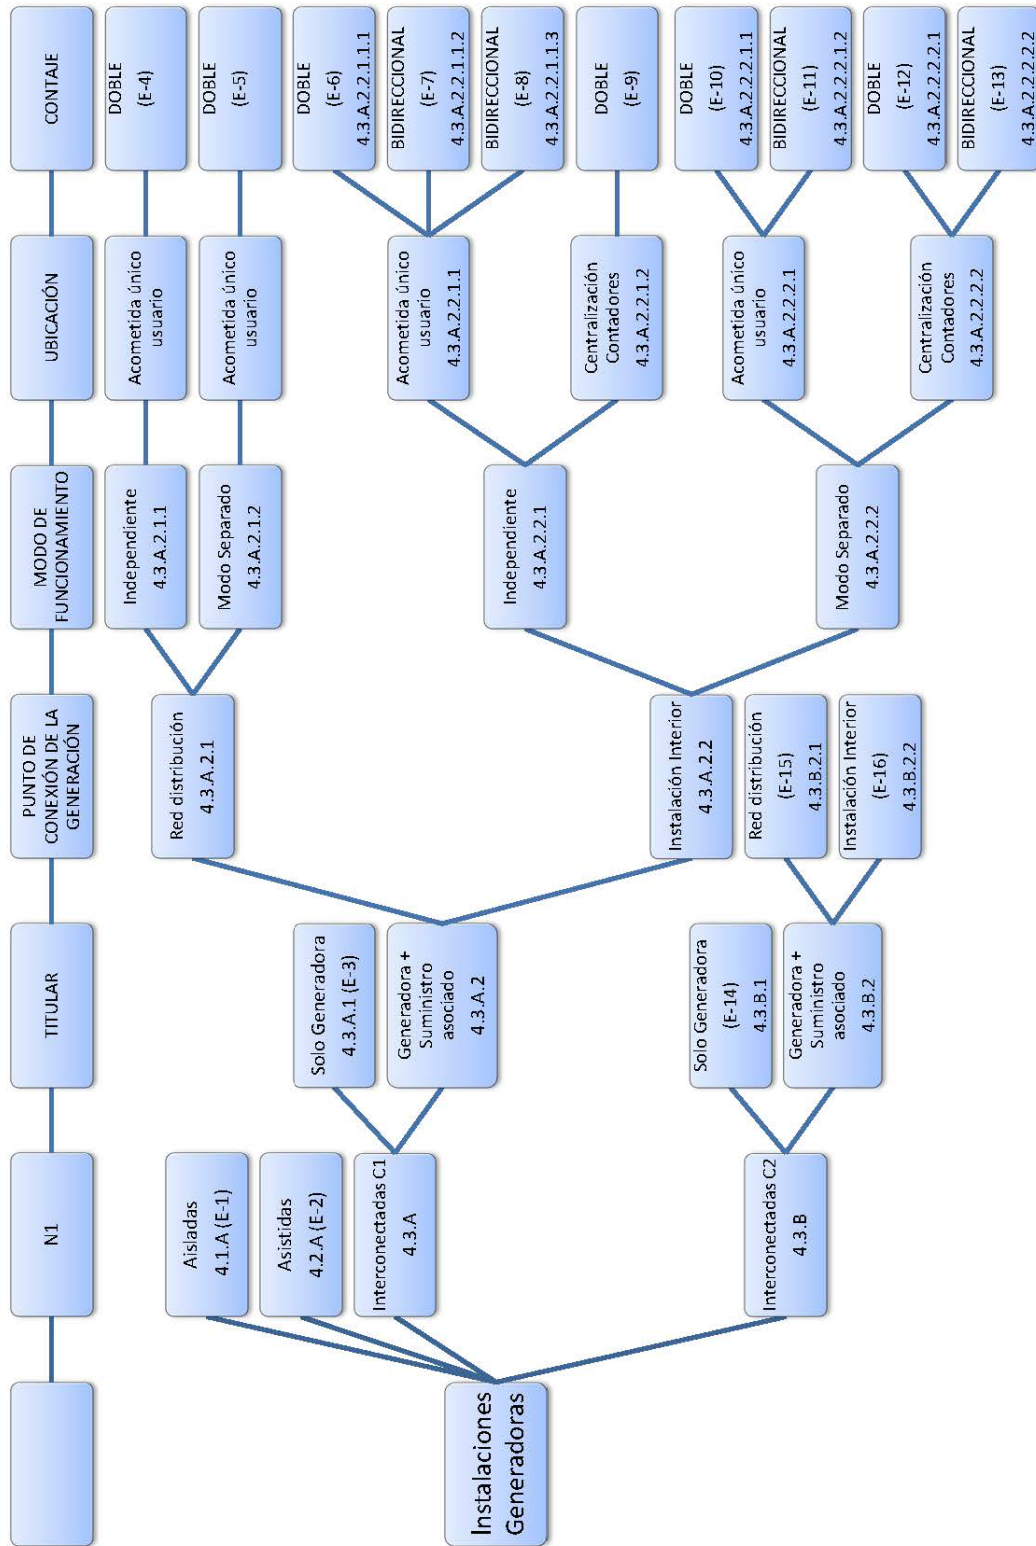 N1
TITULAR
PUNTO DE
CONEXIÓN DE LA
GENERACIÓN
MODO DE
FUNCIONAMIENTO
UBICACIÓN
CONTAJE
Instalaciones
Generadoras
Aisladas
4.1.A (E-1)
Asistidas
4.2.A (E-2)
Interconectadas C1
4.3.A
Solo Generadora
4.3.A.1 (E-3)
Generadora +
Suministro
asociado
4.3.A.2
Red distribución
4.3.A.2.1
Independiente
4.3.A.2.1.1
Acometida único
usuario
DOBLE
(E-4)
Modo Separado
4.3.A.2.1.2
Acometida único
usuario
DOBLE
(E-5)
Instalación Interior
4.3.A.2.2
Independiente
4.3.A.2.2.1
Acometida único
usuario
4.3.A.2.2.1.1
DOBLE
(E-6)
4.3.A.2.2.1.1.1
BIDIRECCIONAL
(E-7)
4.3.A.2.2.1.1.2
BIDIRECCIONAL
(E-8)
4.3.A.2.2.1.1.3
Centralización
Contadores
4.3.A.2.2.1.2
DOBLE
(E-9)
Modo Separado
4.3.A.2.2.2
Acometida único
usuario
4.3.A.2.2.2.1
DOBLE
(E-10)
4.3.A.2.2.2.1.1
BIDIRECCIONAL
(E-11)
4.3.A.2.2.2.1.2
Centralización
Contadores
4.3.A.2.2.2.2
DOBLE
(E-12)
4.3.A.2.2.2.2.1
BIDIRECCIONAL
(E-13)
4.3.A.2.2.2.2.2
Interconectadas C2
4.3.B
Solo Generadora
(E-14)
4.3.B.1
Generadora +
Suministro
asociado
4.3.B.2
Red distribución
(E-15)
4.3.B.2.1
Instalación Interior
(E-16)
4.3.B.2.2